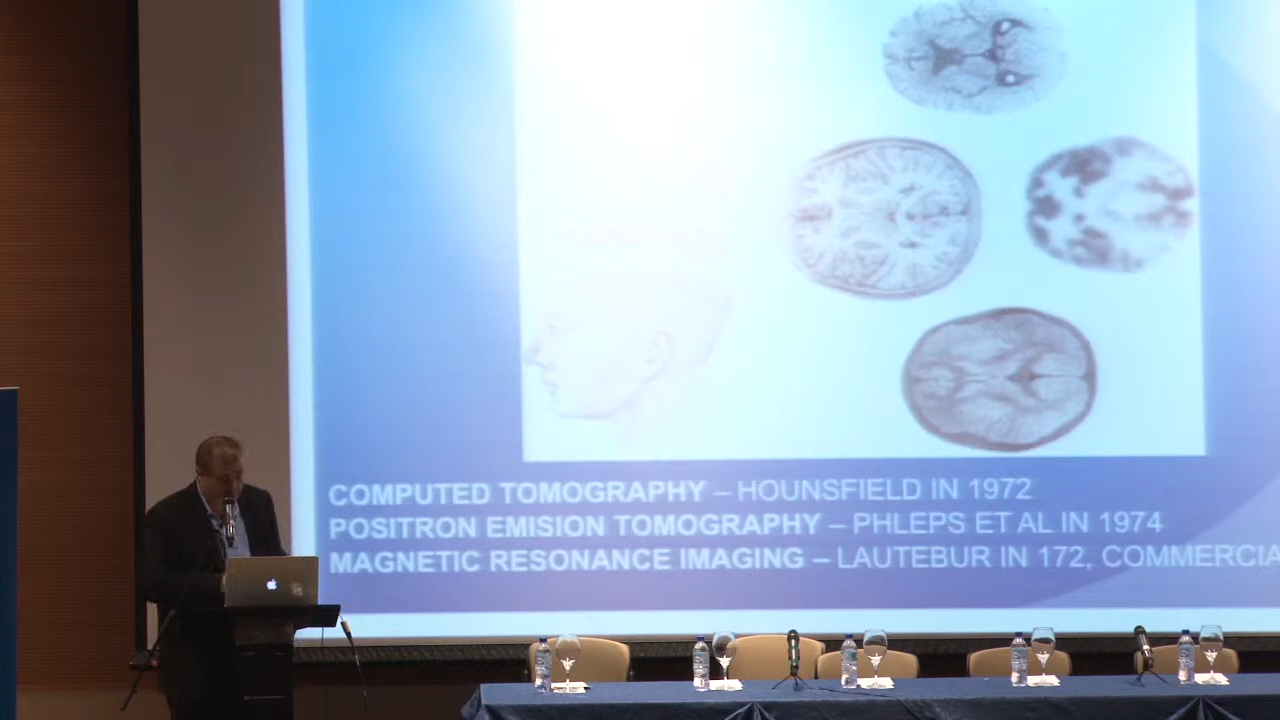 COMPUTED TOMOGRAPHY – HOUNSFIELD IN 1972
POSITRON EMISION TOMOGRAPHY – PHLEPS ET AL IN 1974
MAGNETIC RESONANCE IMAGING – LAUTEBUR IN 172, COMMERCIA